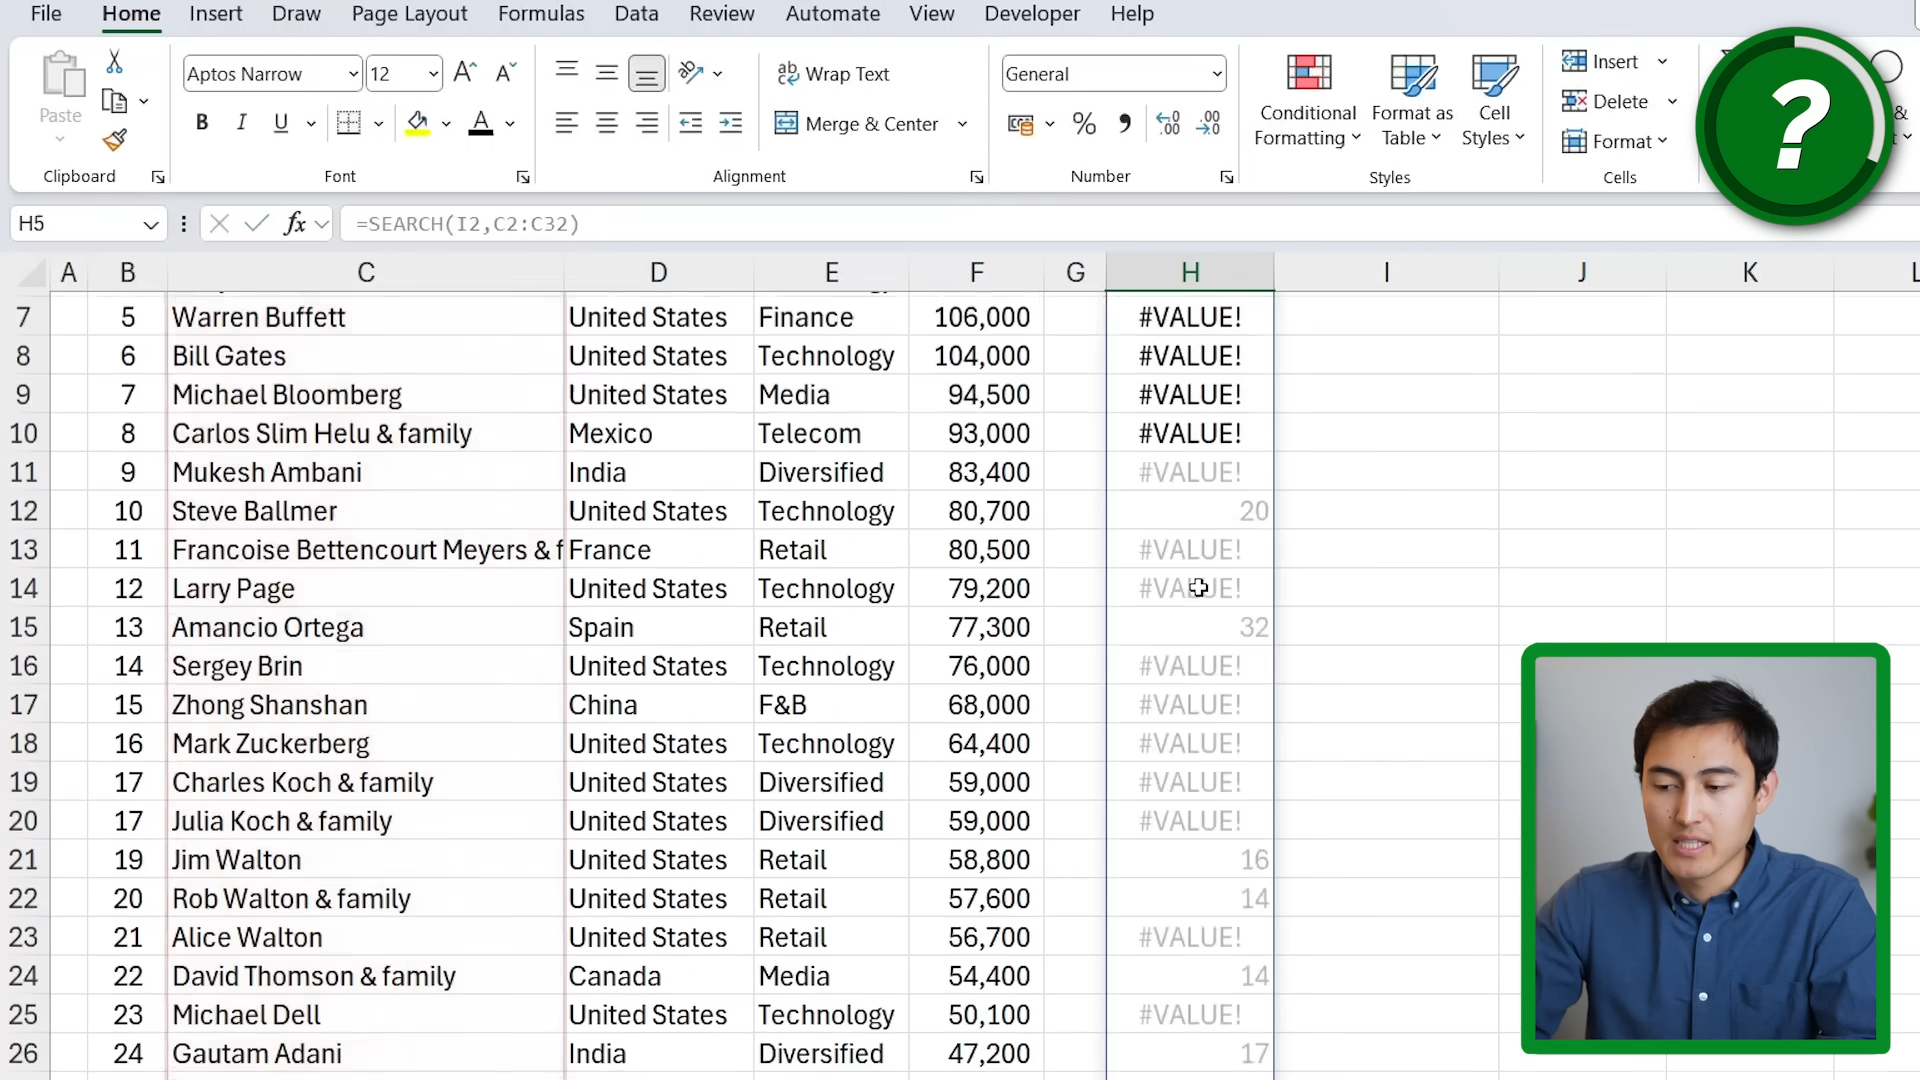 File Home Insert Draw Page Layout Formulas Data Review Automate View Developer Help
Paste
Aptos Narrow 12
B I U
Wrap Text
Merge & Center
General
Conditional Formatting
Format as Table
Cell Styles
Insert
Delete
Format
?
&
Clipboard Font Alignment Number Styles Cells
H5 fx =SEARCH(I2,C2:C32)
A B C D E F G H I J K L
7 5 Warren Buffett United States Finance 106,000 #VALUE!
8 6 Bill Gates United States Technology 104,000 #VALUE!
9 7 Michael Bloomberg United States Media 94,500 #VALUE!
10 8 Carlos Slim Helu & family Mexico Telecom 93,000 #VALUE!
11 9 Mukesh Ambani India Diversified 83,400 #VALUE!
12 10 Steve Ballmer United States Technology 80,700 20
13 11 Francoise Bettencourt Meyers & f France Retail 80,500 #VALUE!
14 12 Larry Page United States Technology 79,200 #VALUE!
15 13 Amancio Ortega Spain Retail 77,300 32
16 14 Sergey Brin United States Technology 76,000 #VALUE!
17 15 Zhong Shanshan China F&B 68,000 #VALUE!
18 16 Mark Zuckerberg United States Technology 64,400 #VALUE!
19 17 Charles Koch & family United States Diversified 59,000 #VALUE!
20 17 Julia Koch & family United States Diversified 59,000 #VALUE!
21 19 Jim Walton United States Retail 58,800 16
22 20 Rob Walton & family United States Retail 57,600 14
23 21 Alice Walton United States Retail 56,700 #VALUE!
24 22 David Thomson & family Canada Media 54,400 14
25 23 Michael Dell United States Technology 50,100 #VALUE!
26 24 Gautam Adani India Diversified 47,200 17